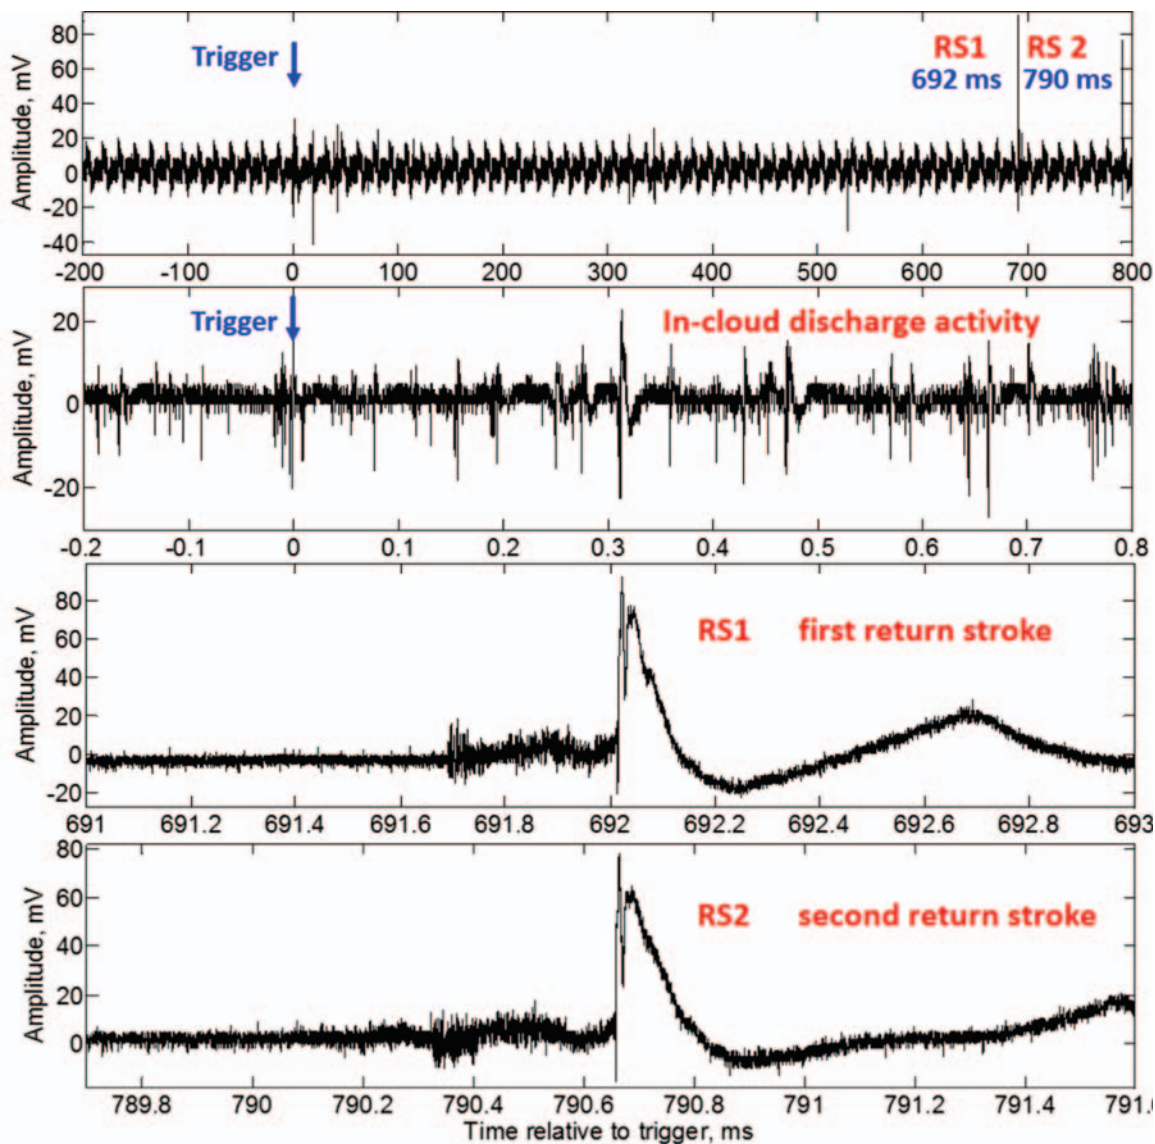 Amplitude, mV
80
60
40
20
0
-20
-40
Trigger
RS1
692 ms
RS 2
790 ms
-200 -100 0 100 200 300 400 500 600 700 800
Amplitude, mV
20
0
-20
Trigger
In-cloud discharge activity
-0.2 -0.1 0 0.1 0.2 0.3 0.4 0.5 0.6 0.7 0.8
Amplitude, mV
80
60
40
20
0
-20
RS1 first return stroke
691 691.2 691.4 691.6 691.8 692 692.2 692.4 692.6 692.8 693
Amplitude, mV
80
60
40
20
0
RS2 second return stroke
789.8 790 790.2 790.4 790.6 790.8 791 791.2 791.4
Time relative to trigger, ms